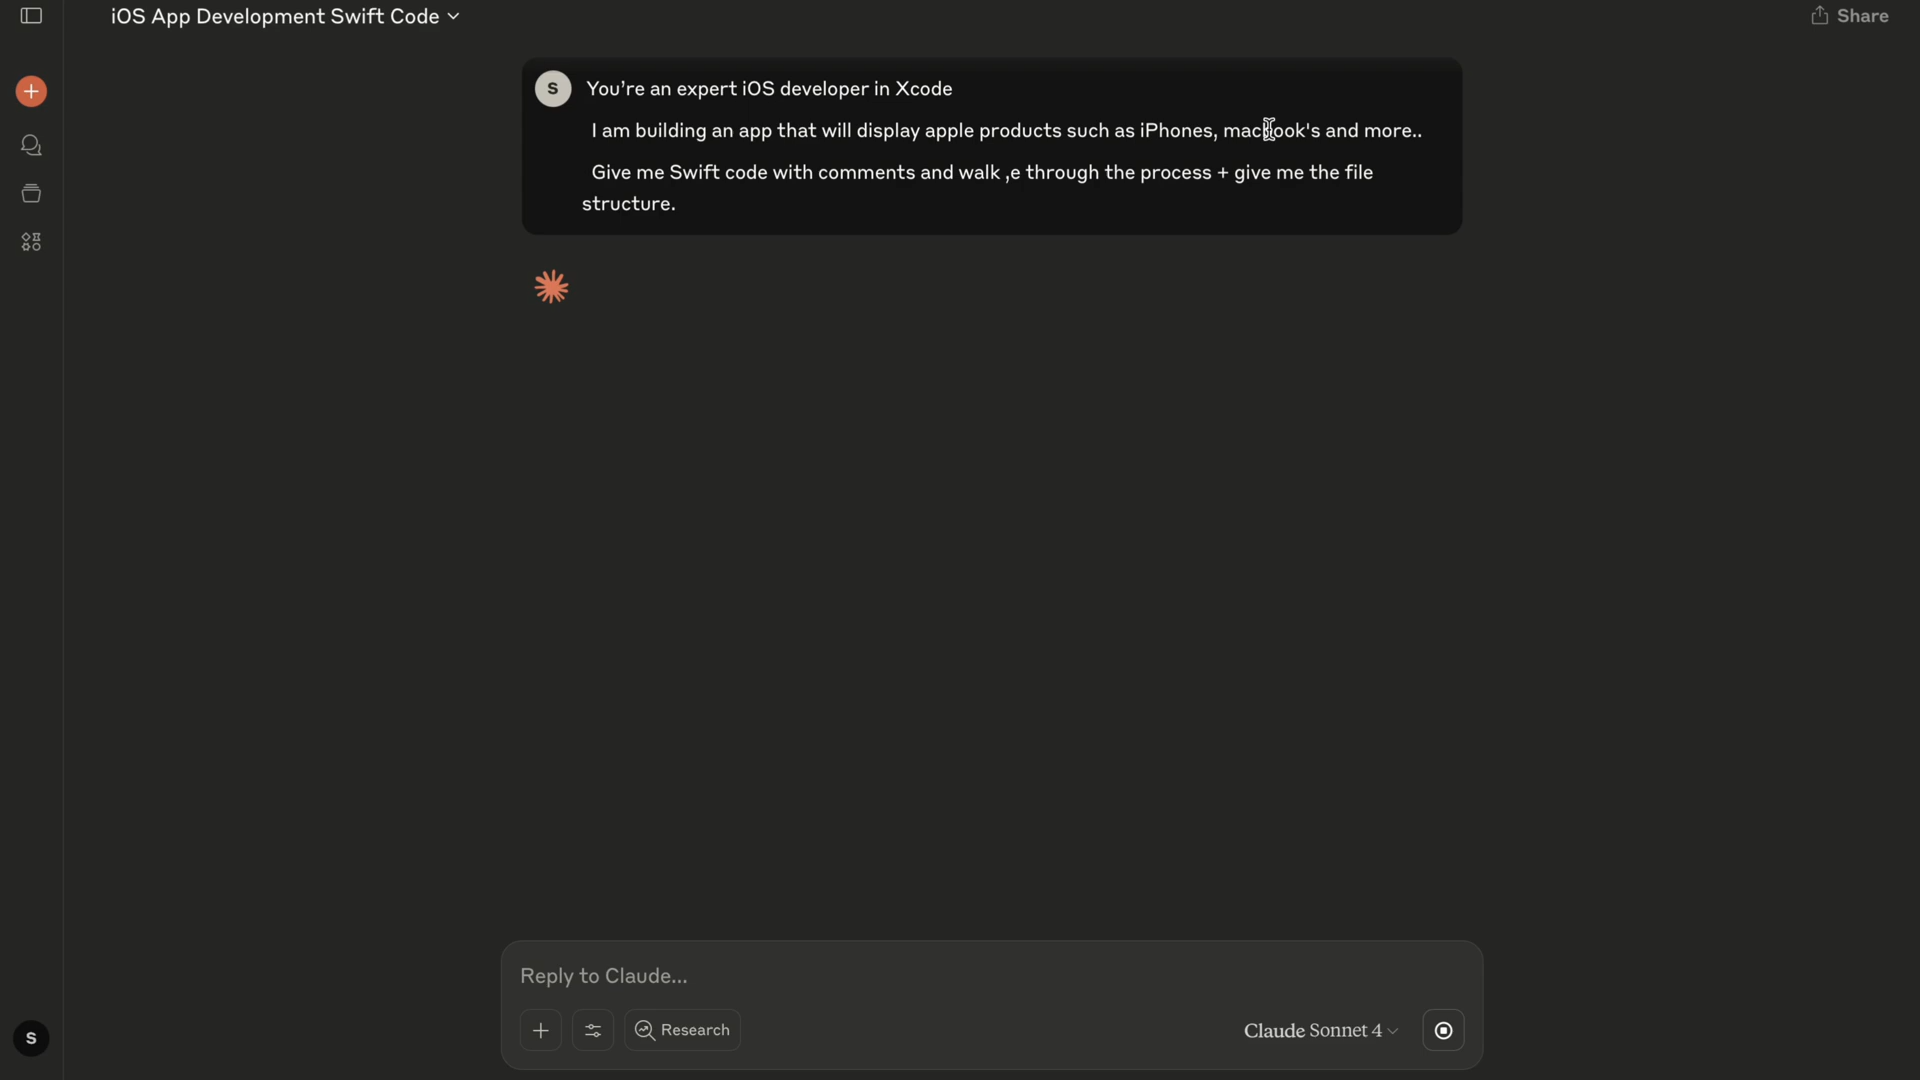 iOS App Development Swift Code
Share
S
You’re an expert iOS developer in Xcode
I am building an app that will display apple products such as iPhones, macbook's and more..
Give me Swift code with comments and walk ,e through the process + give me the file
structure.
Reply to Claude...
Research
Claude Sonnet 4
S